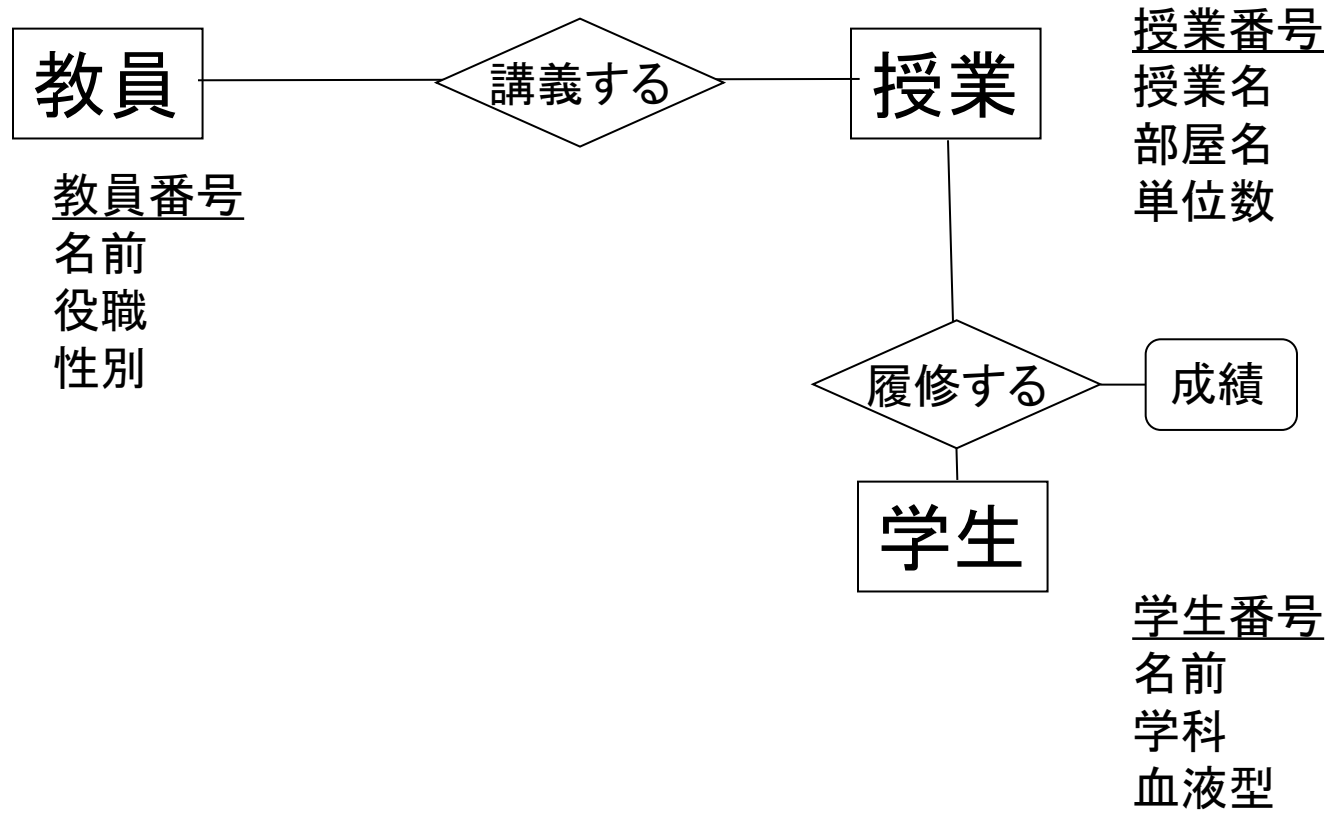 教員
講義する
授業
授業番号
授業名
部屋名
単位数
教員番号
名前
役職
性別
履修する
成績
学生
学生番号
名前
学科
血液型